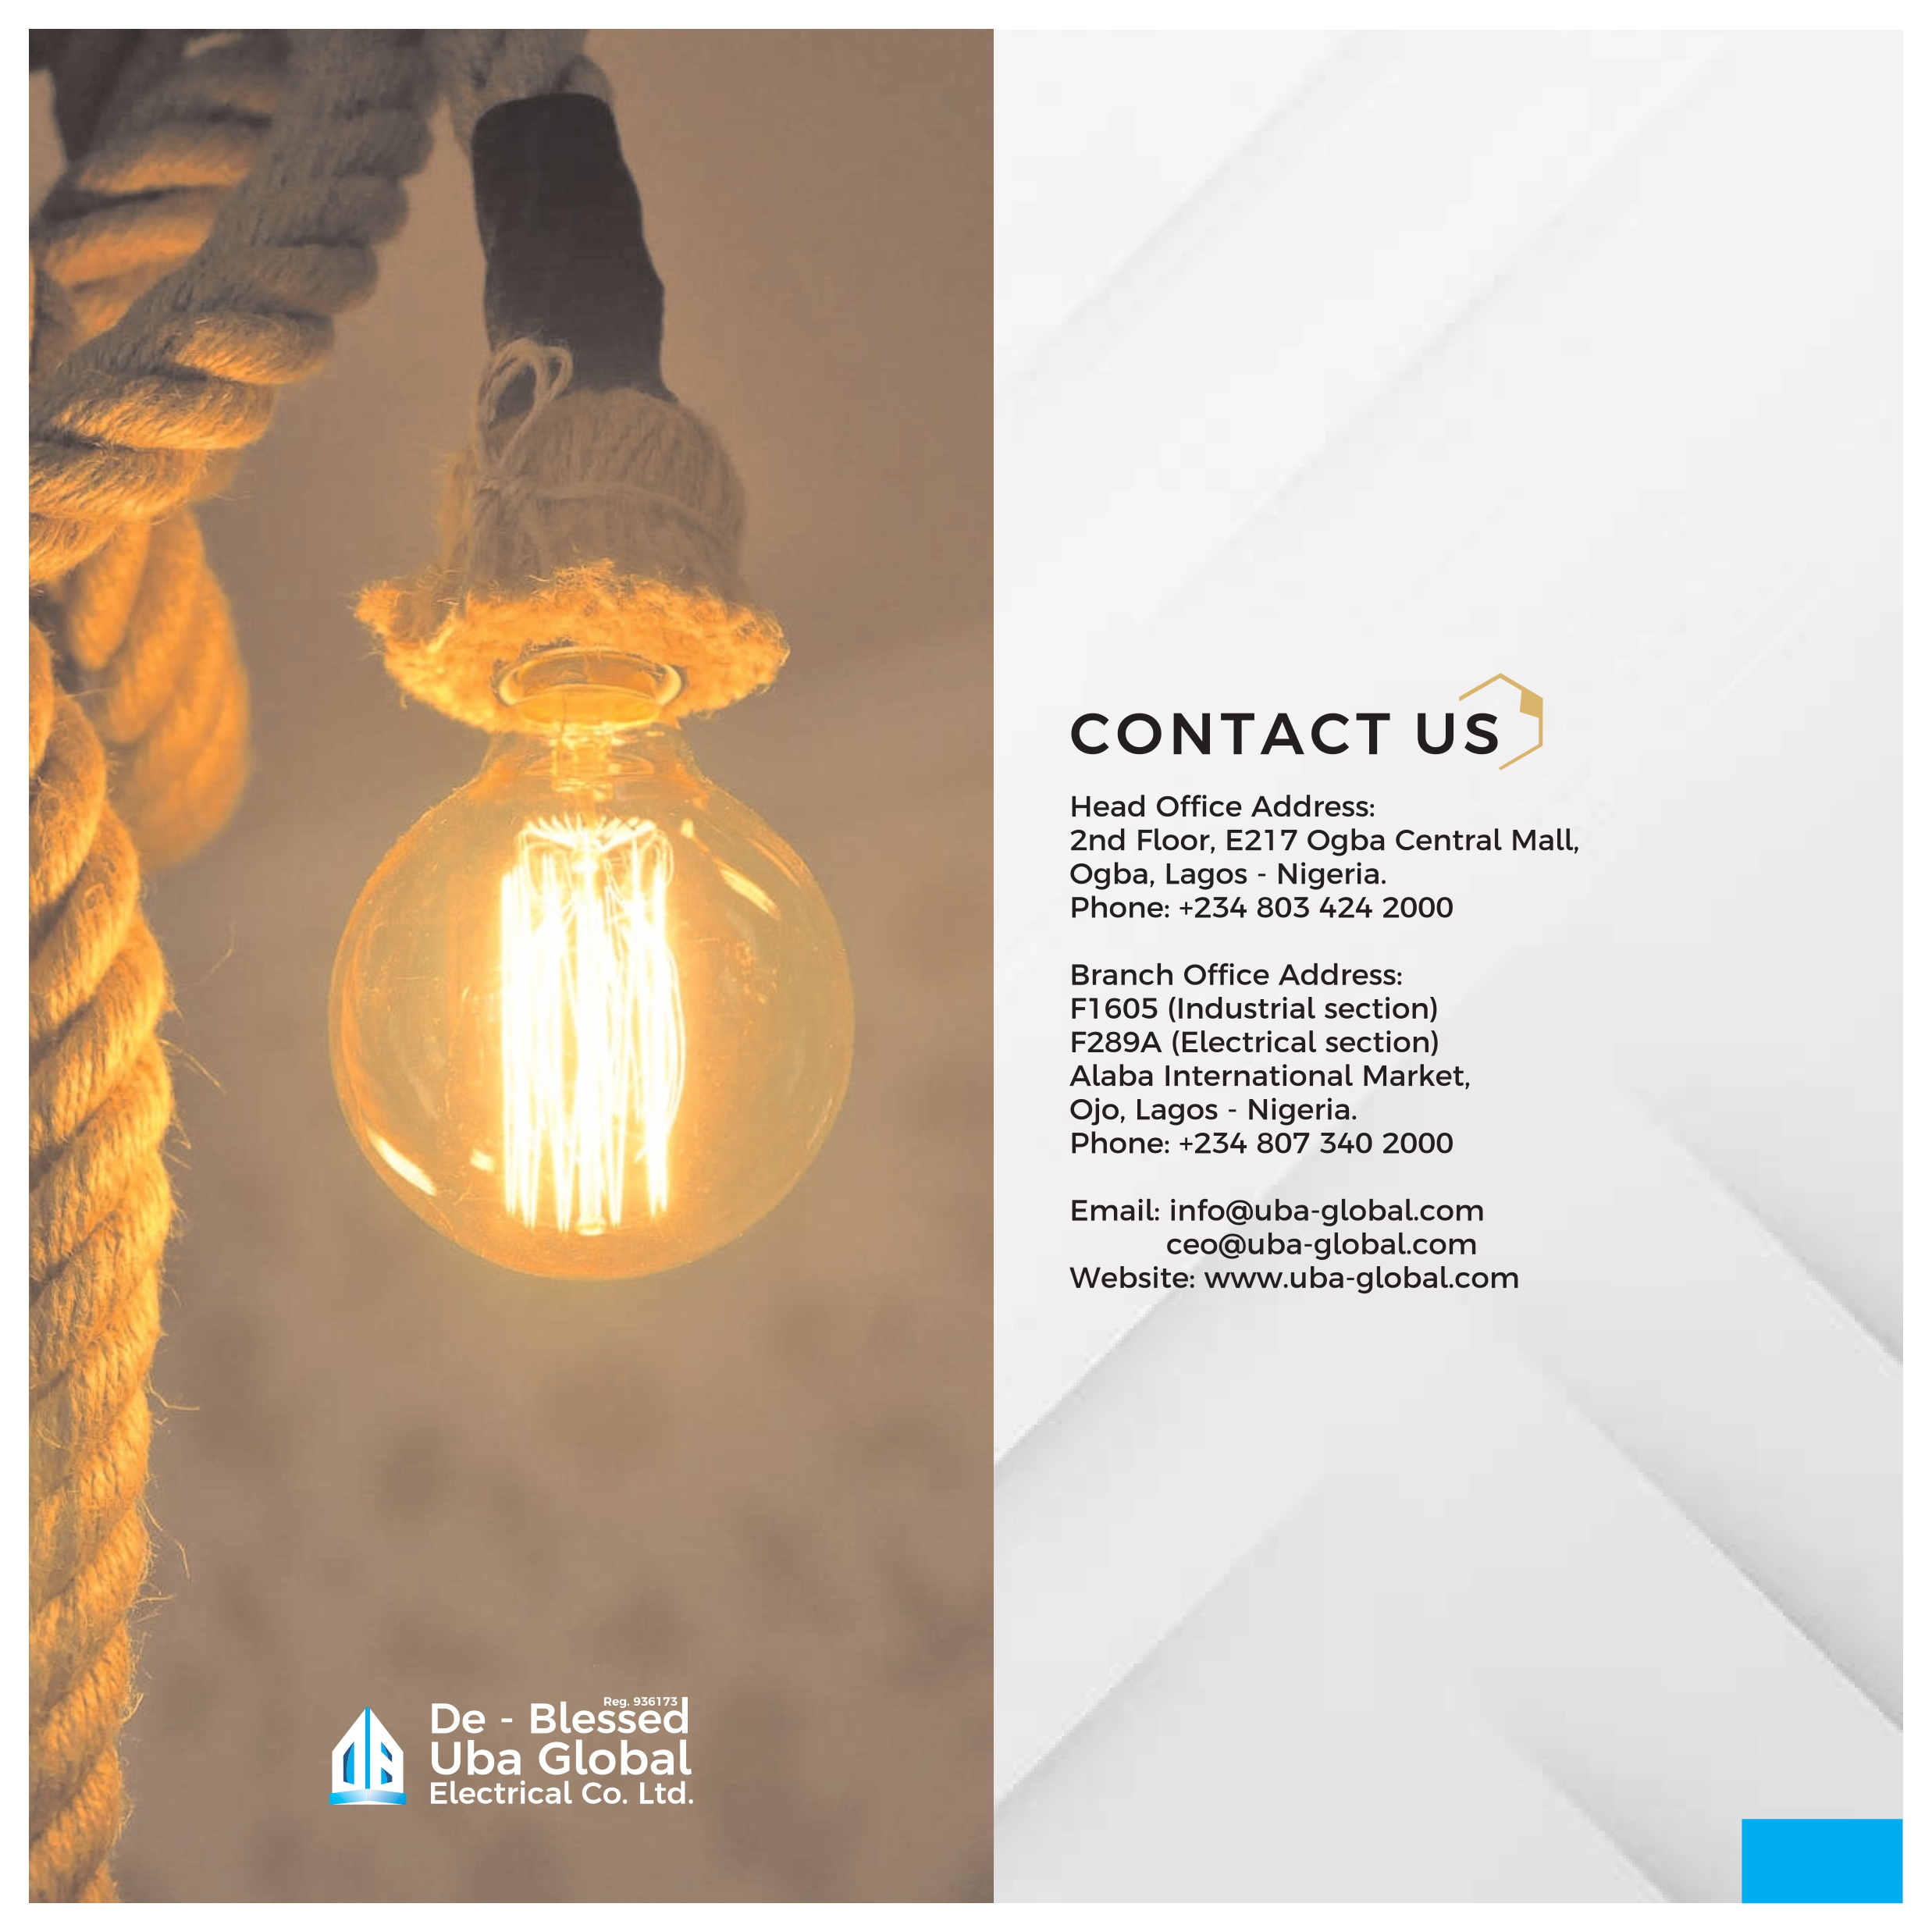 CONTACT US
Head Office Address:
2nd Floor, E217 Ogba Central Mall,
Ogba, Lagos - Nigeria.
Phone: +234 803 424 2000
Branch Office Address:
F1605 (Industrial section)
F289A (Electrical section)
Alaba International Market,
Ojo, Lagos - Nigeria.
Phone: +234 807 340 2000
Email: info@uba-global.com
ceo@uba-global.com
Website: www.uba-global.com
Reg. 936173
De - Blessed
Uba Global
Electrical Co. Ltd.